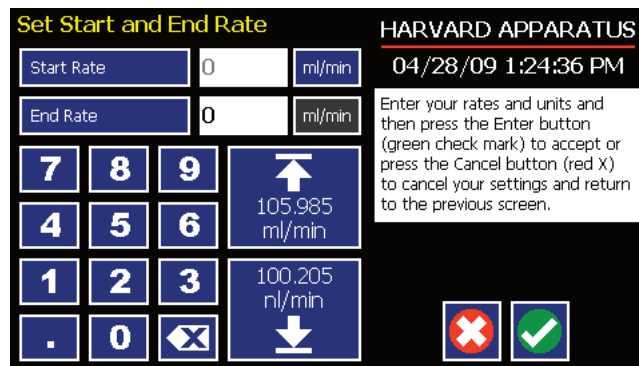 Set Start and End Rate
Start Rate 0 ml/min
End Rate 0 ml/min
7 8 9
4 5 6
1 2 3
. 0 X
105.985
ml/min
100.205
nl/min
HARVARD APPARATUS
04/28/09 1:24:36 PM
Enter your rates and units and
then press the Enter button
(green check mark) to accept or
press the Cancel button (red X)
to cancel your settings and return
to the previous screen.